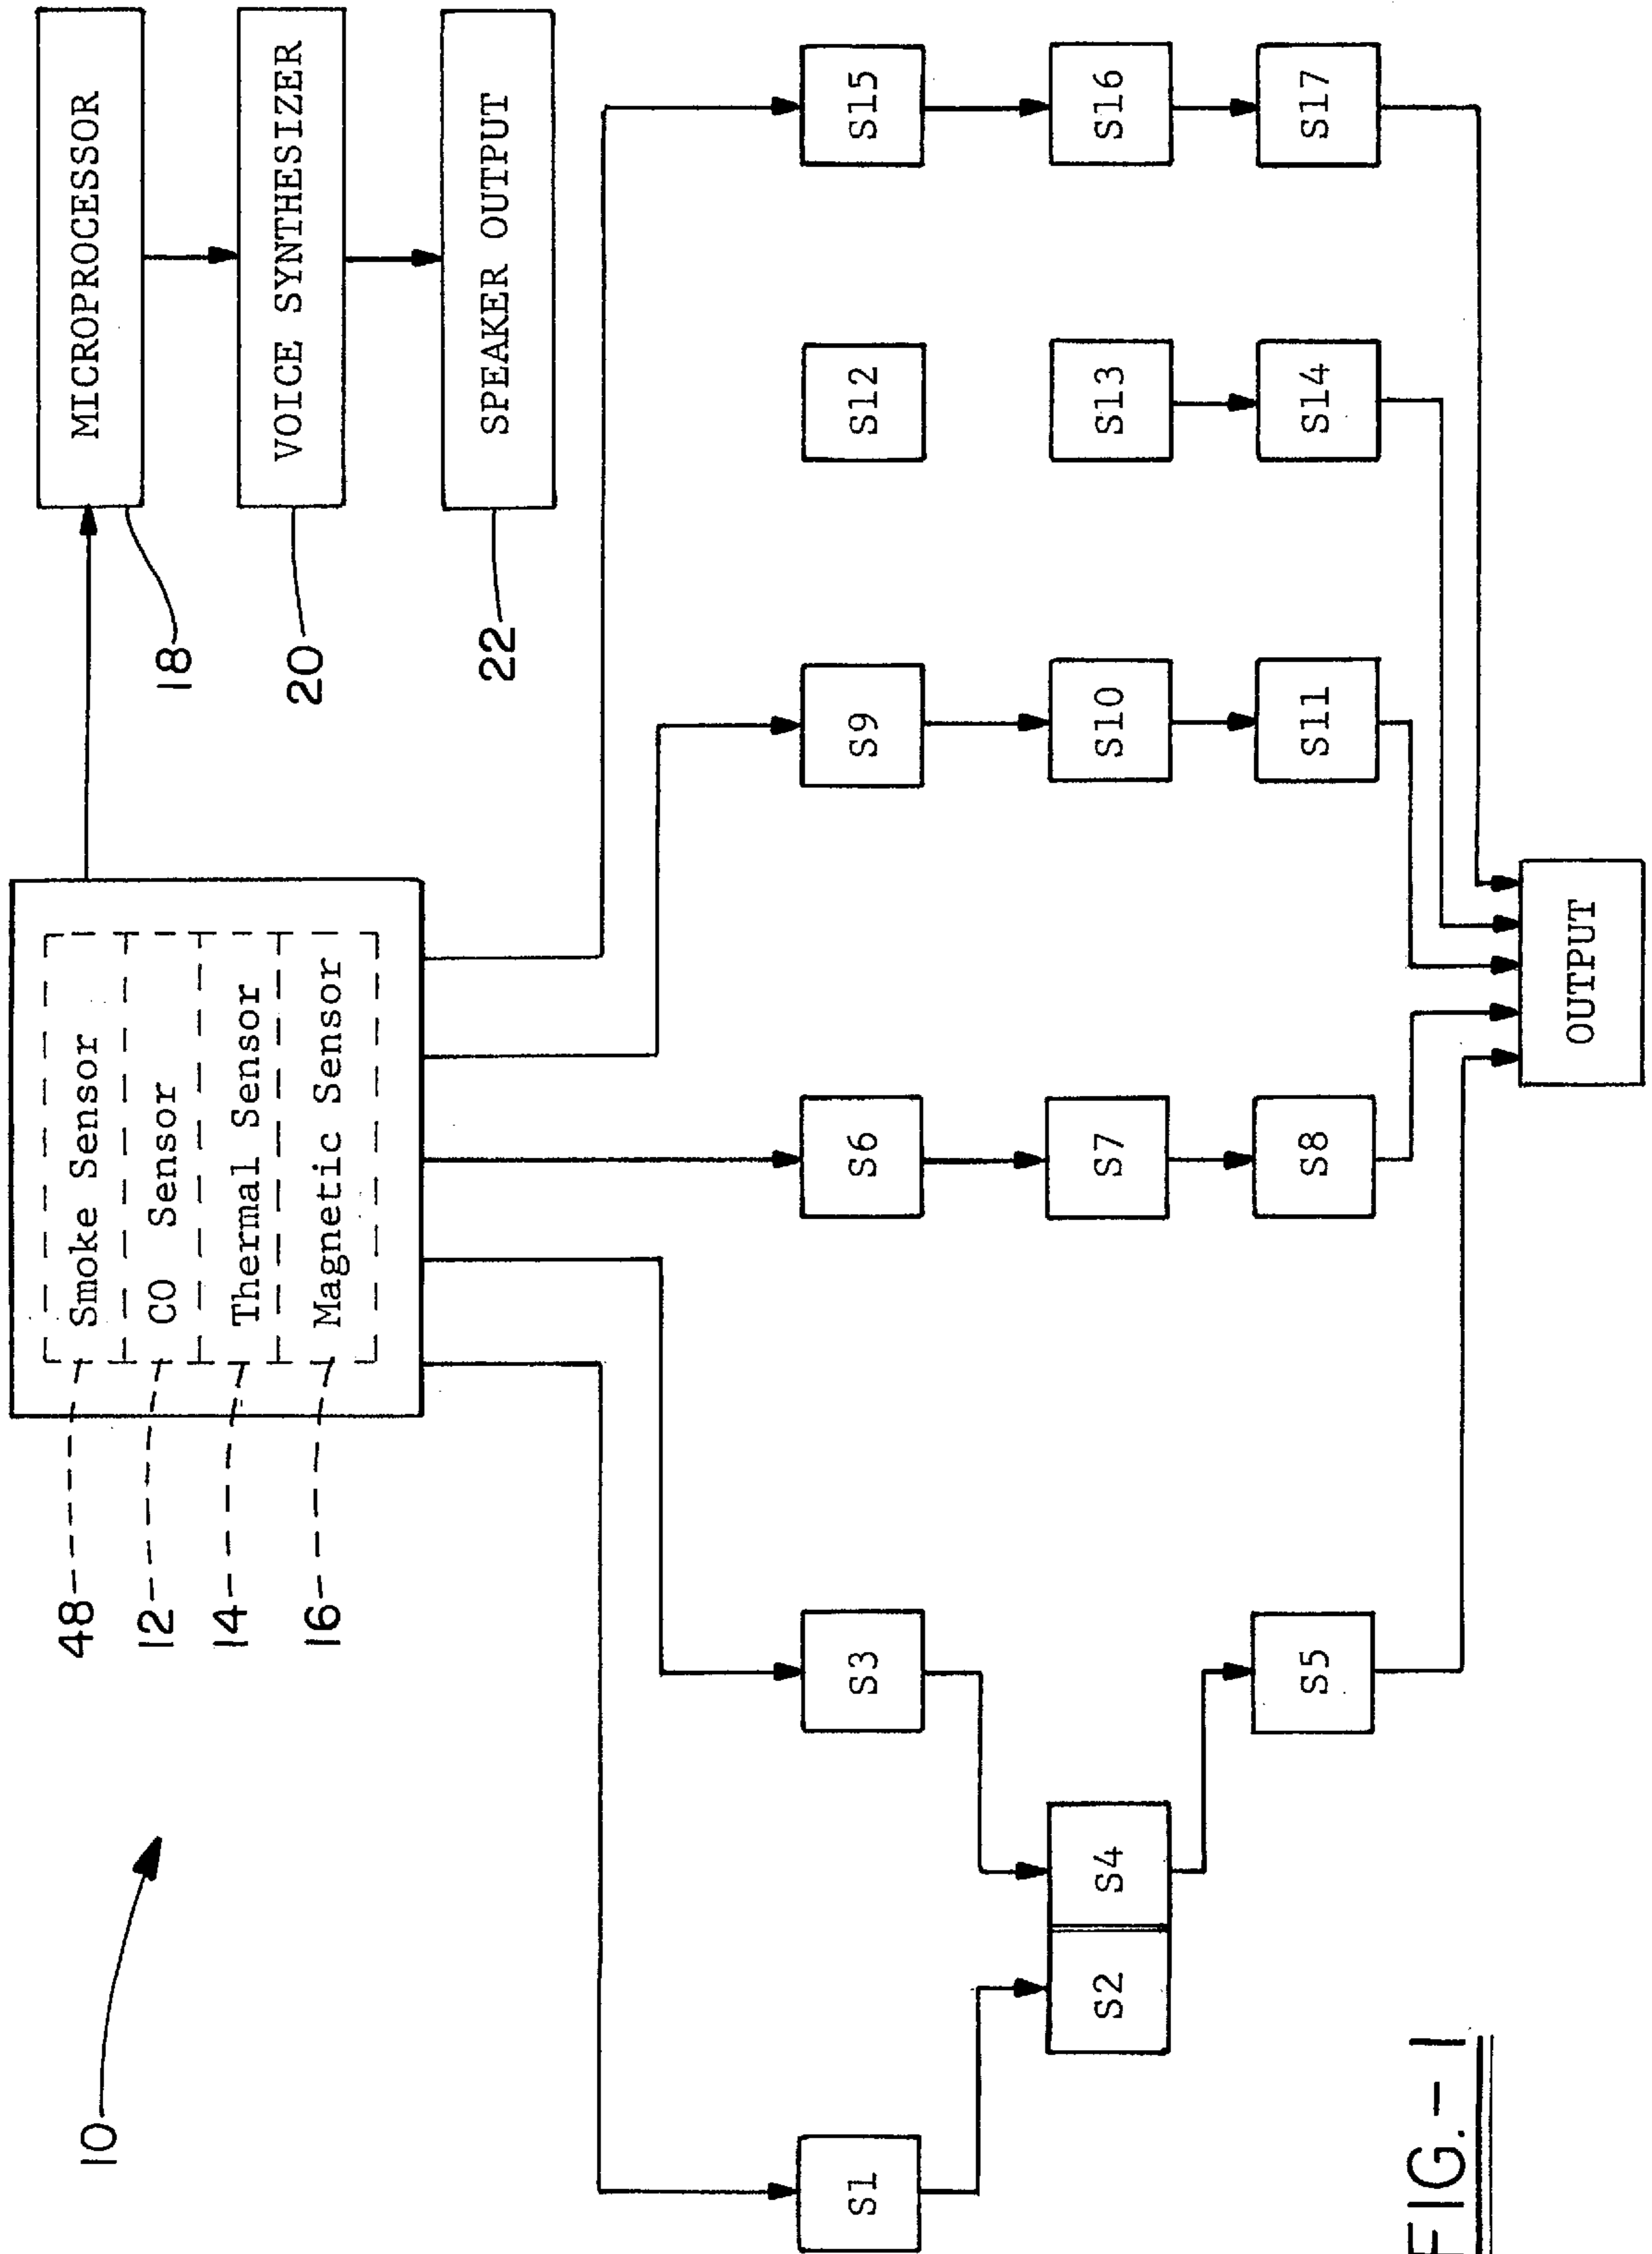 10
48
12
14
16
Smoke Sensor
CO Sensor
Thermal Sensor
Magnetic Sensor
MICROPROCESSOR
18
VOICE SYNTHESIZER
20
SPEAKER OUTPUT
22
S1
S3
S6
S9
S12
S15
S2
S4
S7
S10
S13
S16
S5
S8
S11
S14
S17
OUTPUT
FIG.-1